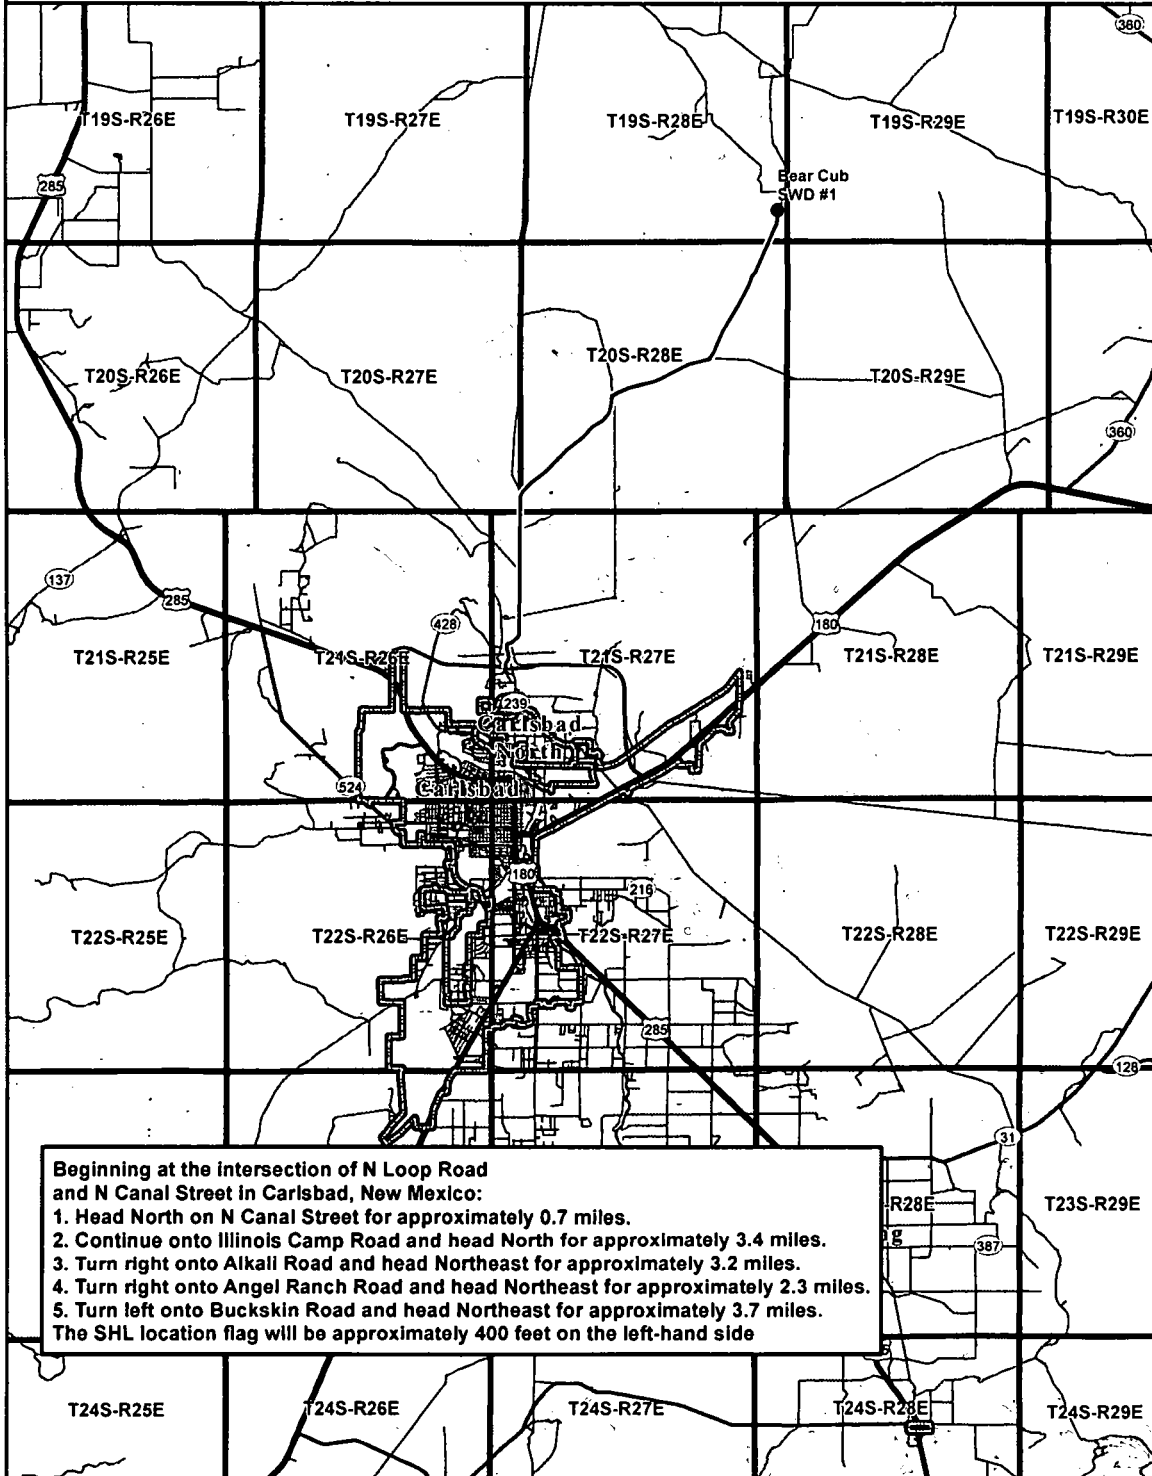 360
T19S-R26E
T19S-R27E
T19S-R28E
T19S-R29E
T19S-R30E
285
Bear Cub
SWD #1
T20S-R26E
T20S-R27E
T20S-R28E
T20S-R29E
360
137
285
428
180
T21S-R25E
T21S-R26E
T21S-R27E
T21S-R28E
T21S-R29E
239
Carlsbad
North
524
Carlsbad
180
216
T22S-R25E
T22S-R26E
T22S-R27E
T22S-R28E
T22S-R29E
285
128
31
Beginning at the intersection of N Loop Road
and N Canal Street in Carlsbad, New Mexico:
1. Head North on N Canal Street for approximately 0.7 miles.
2. Continue onto Illinois Camp Road and head North for approximately 3.4 miles.
3. Turn right onto Alkali Road and head Northeast for approximately 3.2 miles.
4. Turn right onto Angel Ranch Road and head Northeast for approximately 2.3 miles.
5. Turn left onto Buckskin Road and head Northeast for approximately 3.7 miles.
The SHL location flag will be approximately 400 feet on the left-hand side
-R28E
T23S-R29E
g
387
T24S-R25E
T24S-R26E
T24S-R27E
T24S-R28E
T24S-R29E